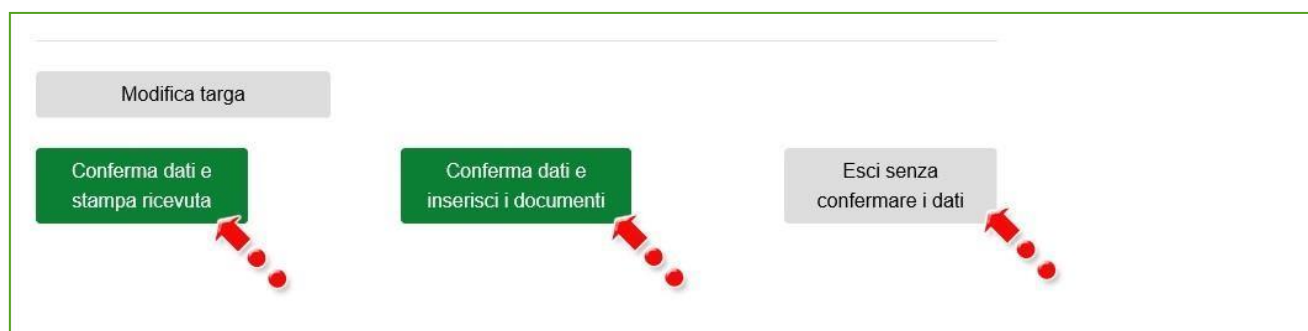 Modifica targa
Conferma dati e
stampa ricevuta
Conferma dati e
inserisci i documenti
Esci senza
confermare i dati